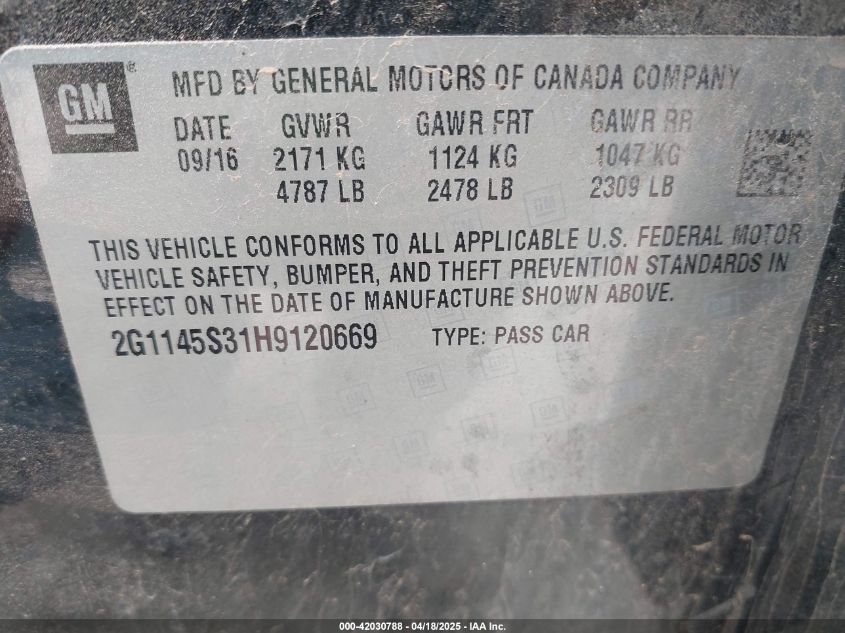 GM®
MFD BY GENERAL MOTORS OF CANADA COMPANY
DATE GVWR GAWR FRT GAWR RR
09/16 2171 KG 1124 KG 1047 KG
4787 LB 2478 LB 2309 LB
THIS VEHICLE CONFORMS TO ALL APPLICABLE U.S. FEDERAL MOTOR
VEHICLE SAFETY, BUMPER, AND THEFT PREVENTION STANDARDS IN
EFFECT ON THE DATE OF MANUFACTURE SHOWN ABOVE.
2G1145S31H9120669 TYPE: PASS CAR
000-42030788 - 04/18/2025 - IAA Inc.